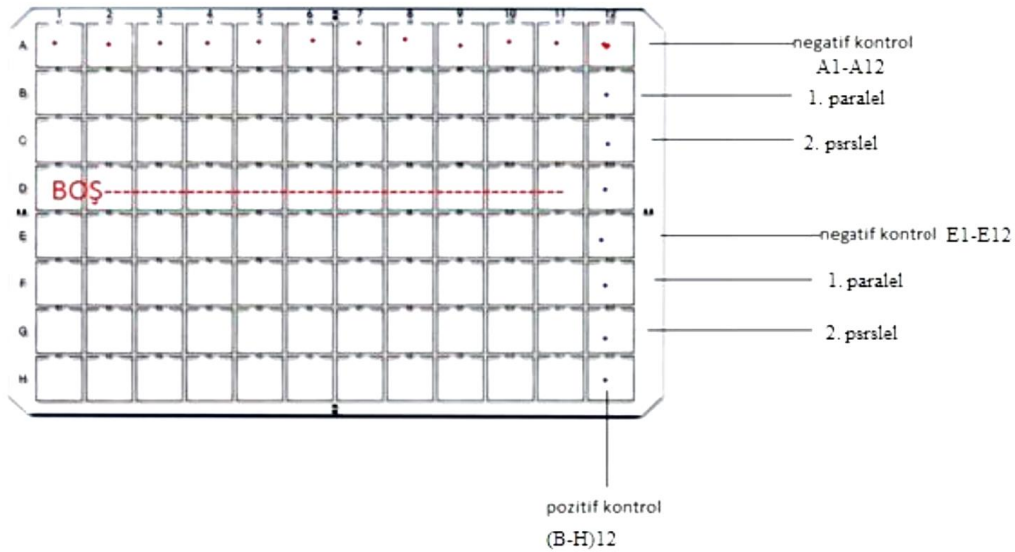 1 2 3 4 5 6 7 8 9 10 11 12
A negatif kontrol
A1-A12
B 1. paralel
C 2. psrslel
D BOŞ
E negatif kontrol E1-E12
F 1. paralel
G 2. psrslel
H
pozitif kontrol
(B-H)12